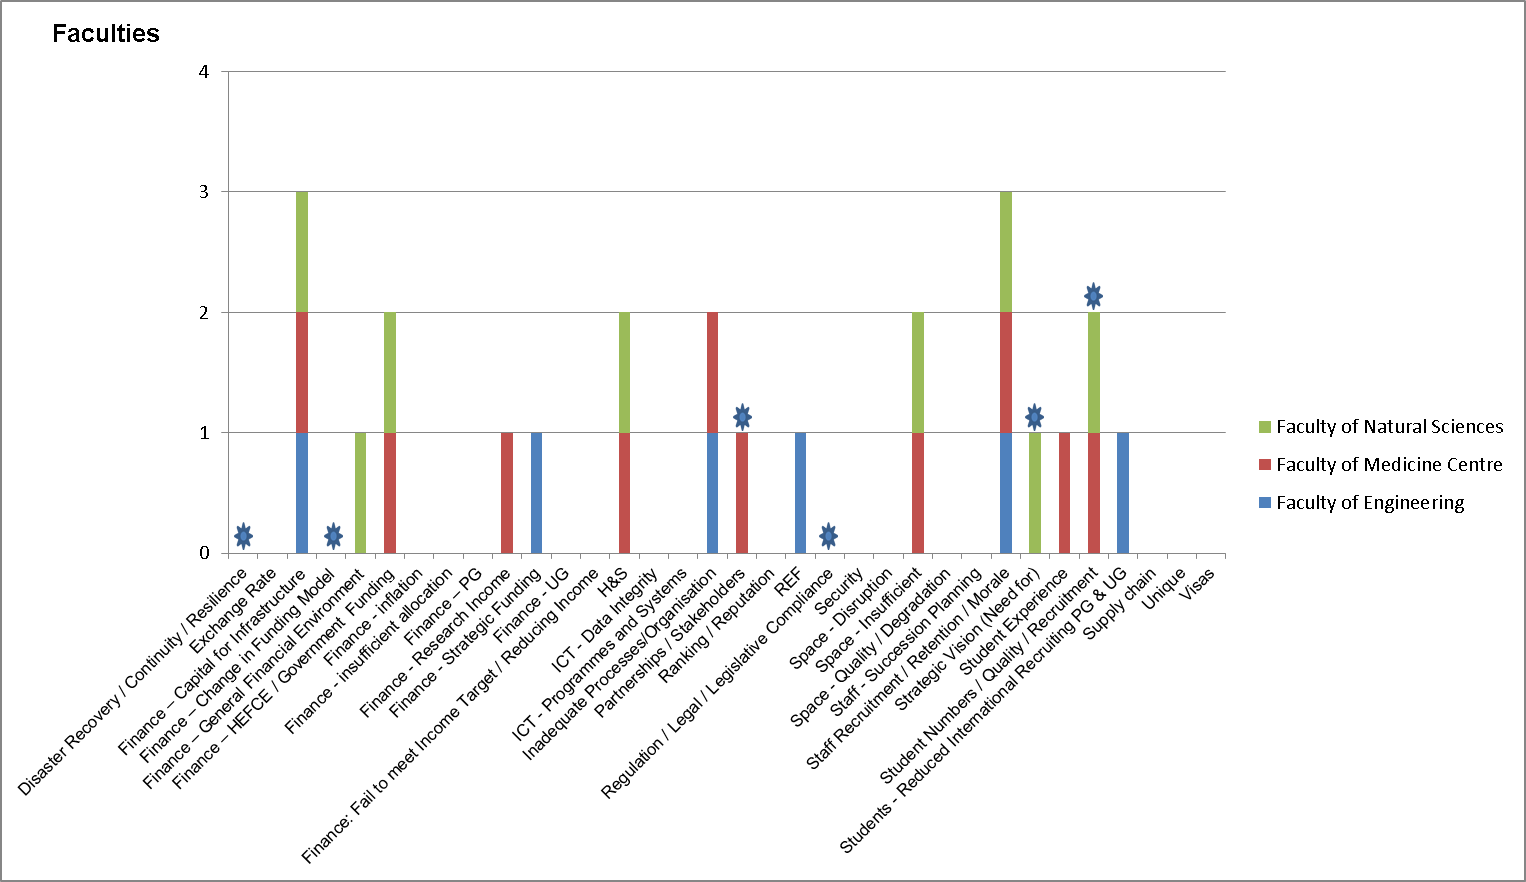 Faculties
4
3
2
1
0
Disaster Recovery / Continuity / Resilience
Exchange Rate
Finance – Capital for Infrastructure
Finance – Change in Funding Model
Finance – General Financial Environment
Finance – HEFCE / Government Funding
Finance - inflation
Finance - insufficient allocation
Finance – PG
Finance - Research Income
Finance - Strategic Funding
Finance - UG
Finance: Fail to meet Income Target / Reducing Income
H&S
ICT - Data Integrity
ICT - Programmes and Systems
Inadequate Processes/Organisation
Partnerships / Stakeholders
Ranking / Reputation
REF
Regulation / Legal / Legislative Compliance
Security
Space - Disruption
Space - Insufficient
Space - Quality / Degradation
Staff - Succession Planning
Staff Recruitment / Retention / Morale
Strategic Vision (Need for)
Student Experience
Student Numbers / Quality / Recruitment
Students - Reduced International Recruiting PG & UG
Supply chain
Unique
Visas
Faculty of Natural Sciences
Faculty of Medicine Centre
Faculty of Engineering